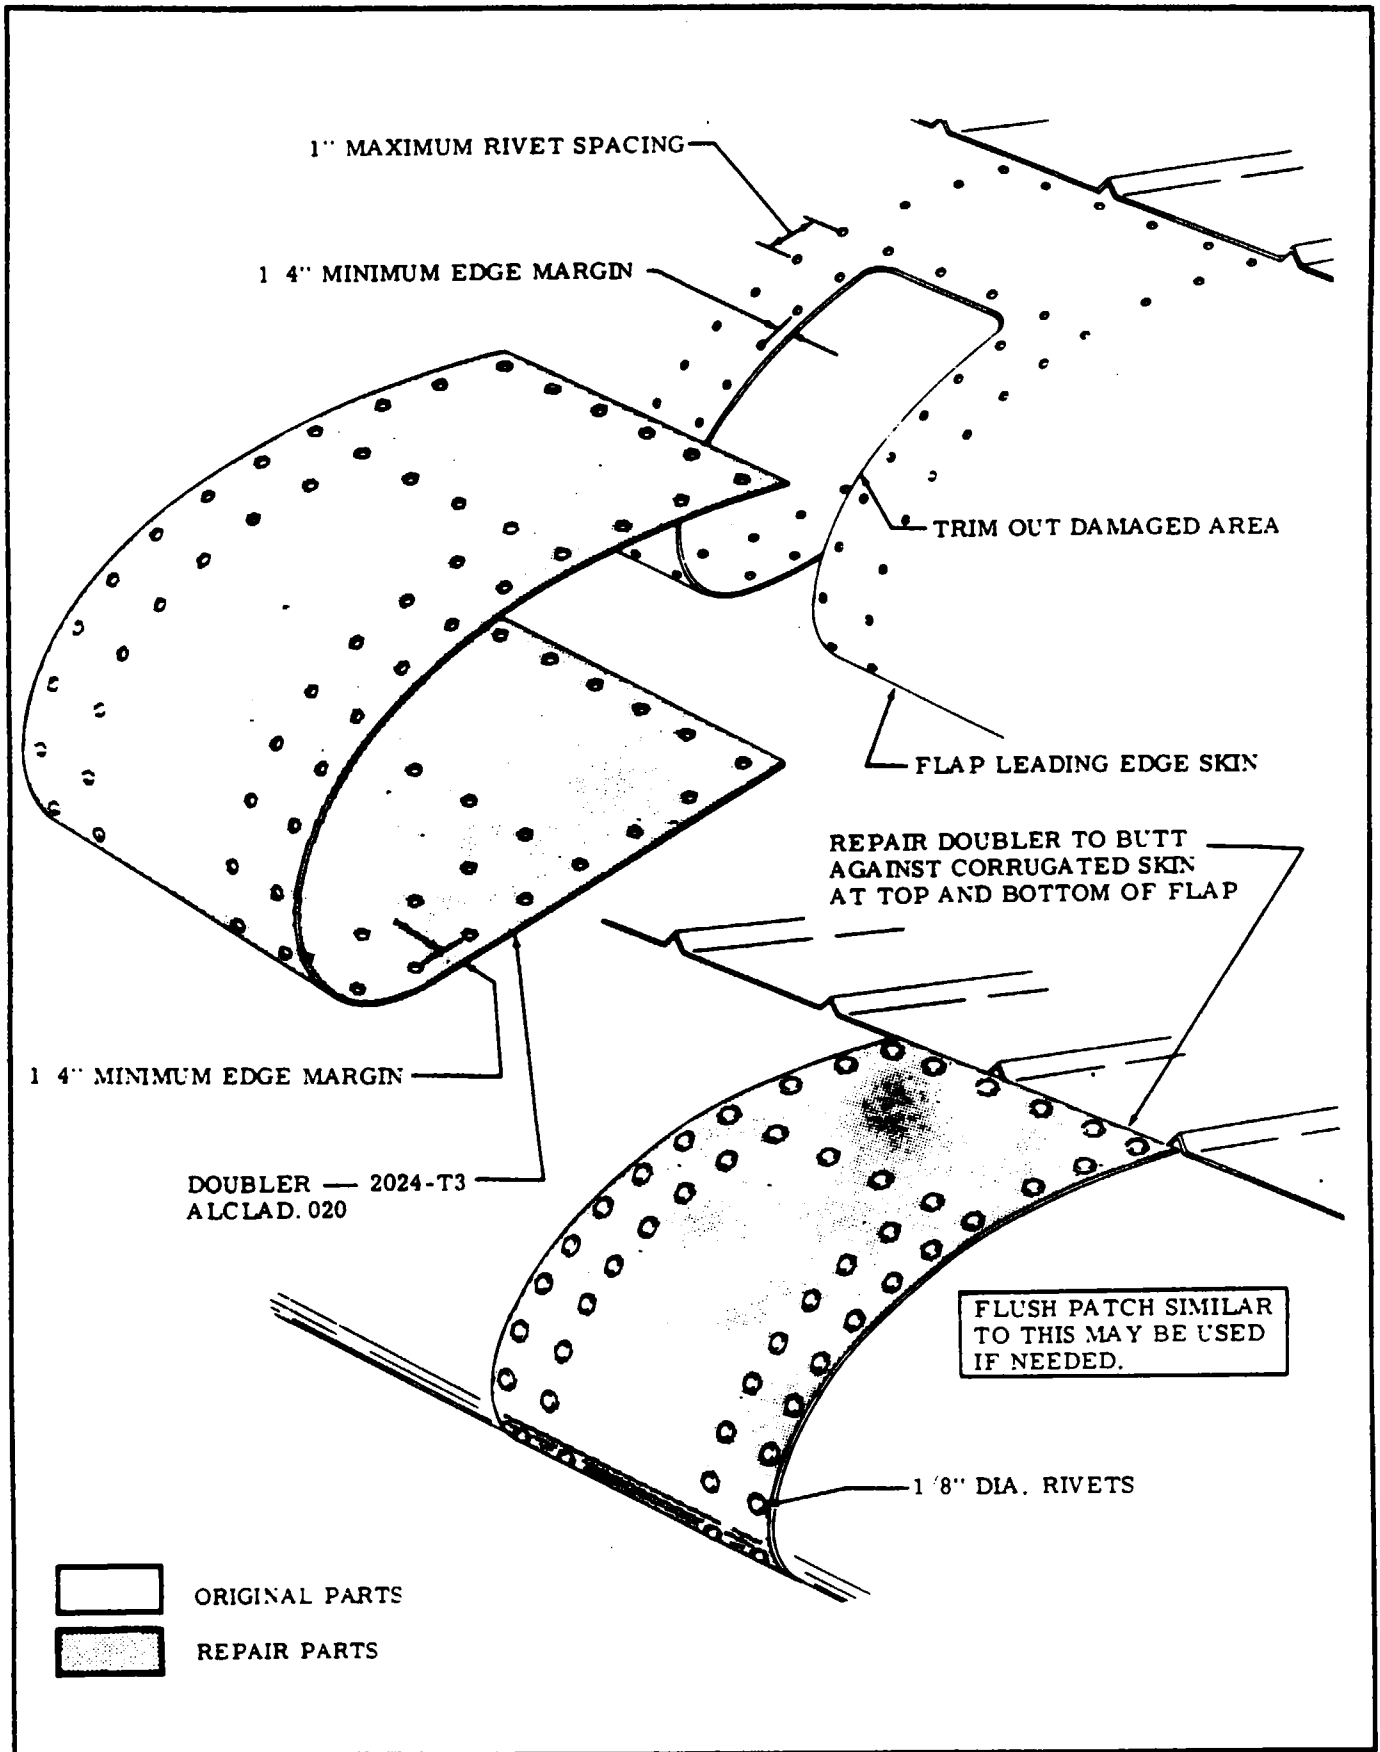 1" MAXIMUM RIVET SPACING
1 4" MINIMUM EDGE MARGIN
TRIM OUT DAMAGED AREA
FLAP LEADING EDGE SKIN
REPAIR DOUBLER TO BUTT
AGAINST CORRUGATED SKIN
AT TOP AND BOTTOM OF FLAP
1 4" MINIMUM EDGE MARGIN
DOUBLER — 2024-T3
ALCLAD. 020
FLUSH PATCH SIMILAR
TO THIS MAY BE USED
IF NEEDED.
1/8" DIA. RIVETS
ORIGINAL PARTS
REPAIR PARTS